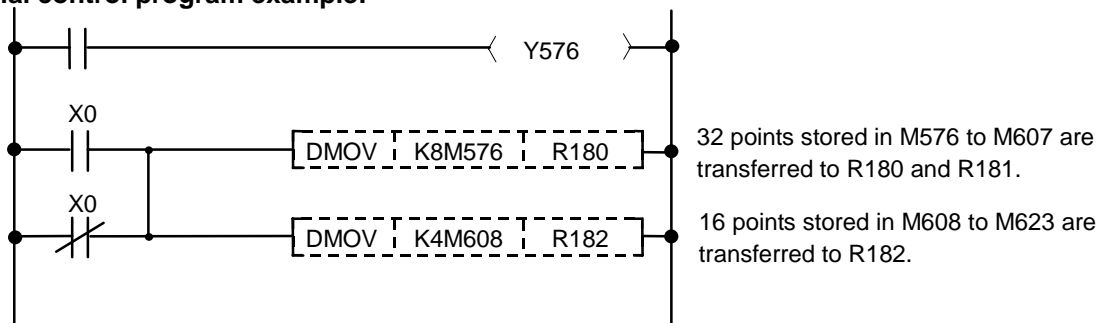 control program example:
Y576
X0
DMOV K8M576 R180
32 points stored in M576 to M607 are
transferred to R180 and R181.
X0
DMOV K4M608 R182
16 points stored in M608 to M623 are
transferred to R182.